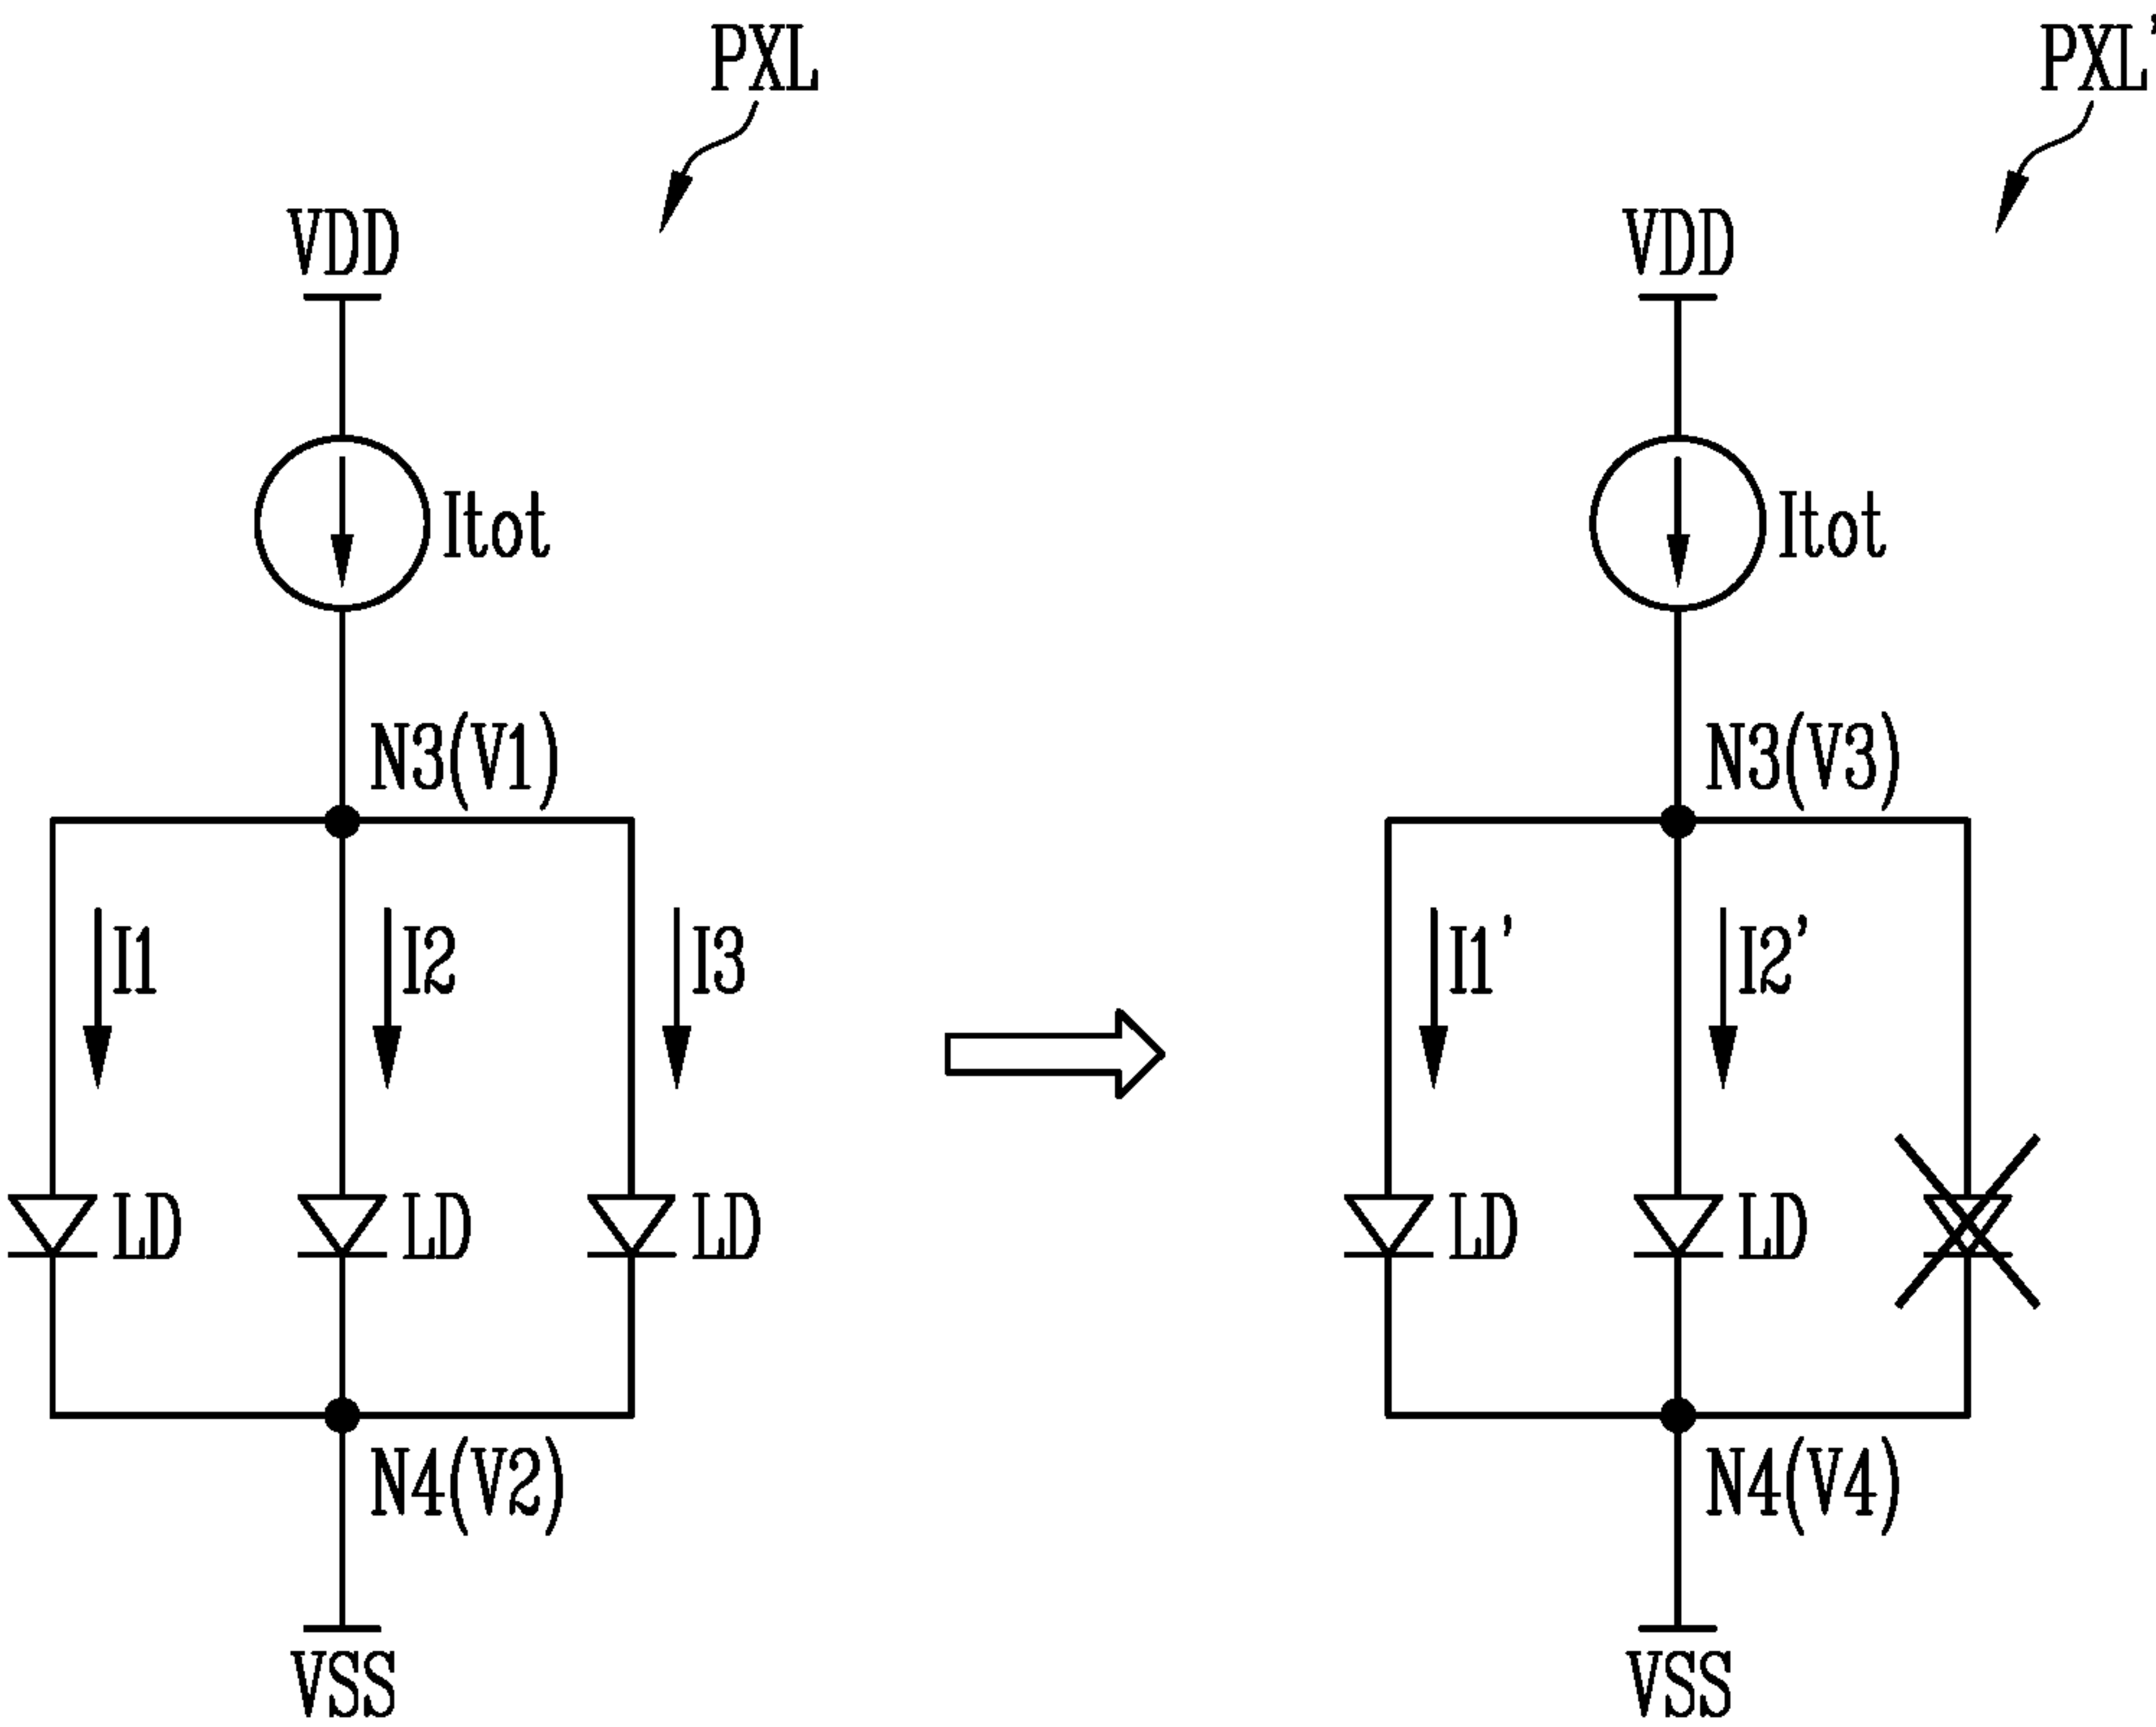 PXL
VDD
Itot
N3(V1)
I1
I2
I3
LD
LD
LD
N4(V2)
VSS
PXL'
VDD
Itot
N3(V3)
I1'
I2'
LD
LD
N4(V4)
VSS